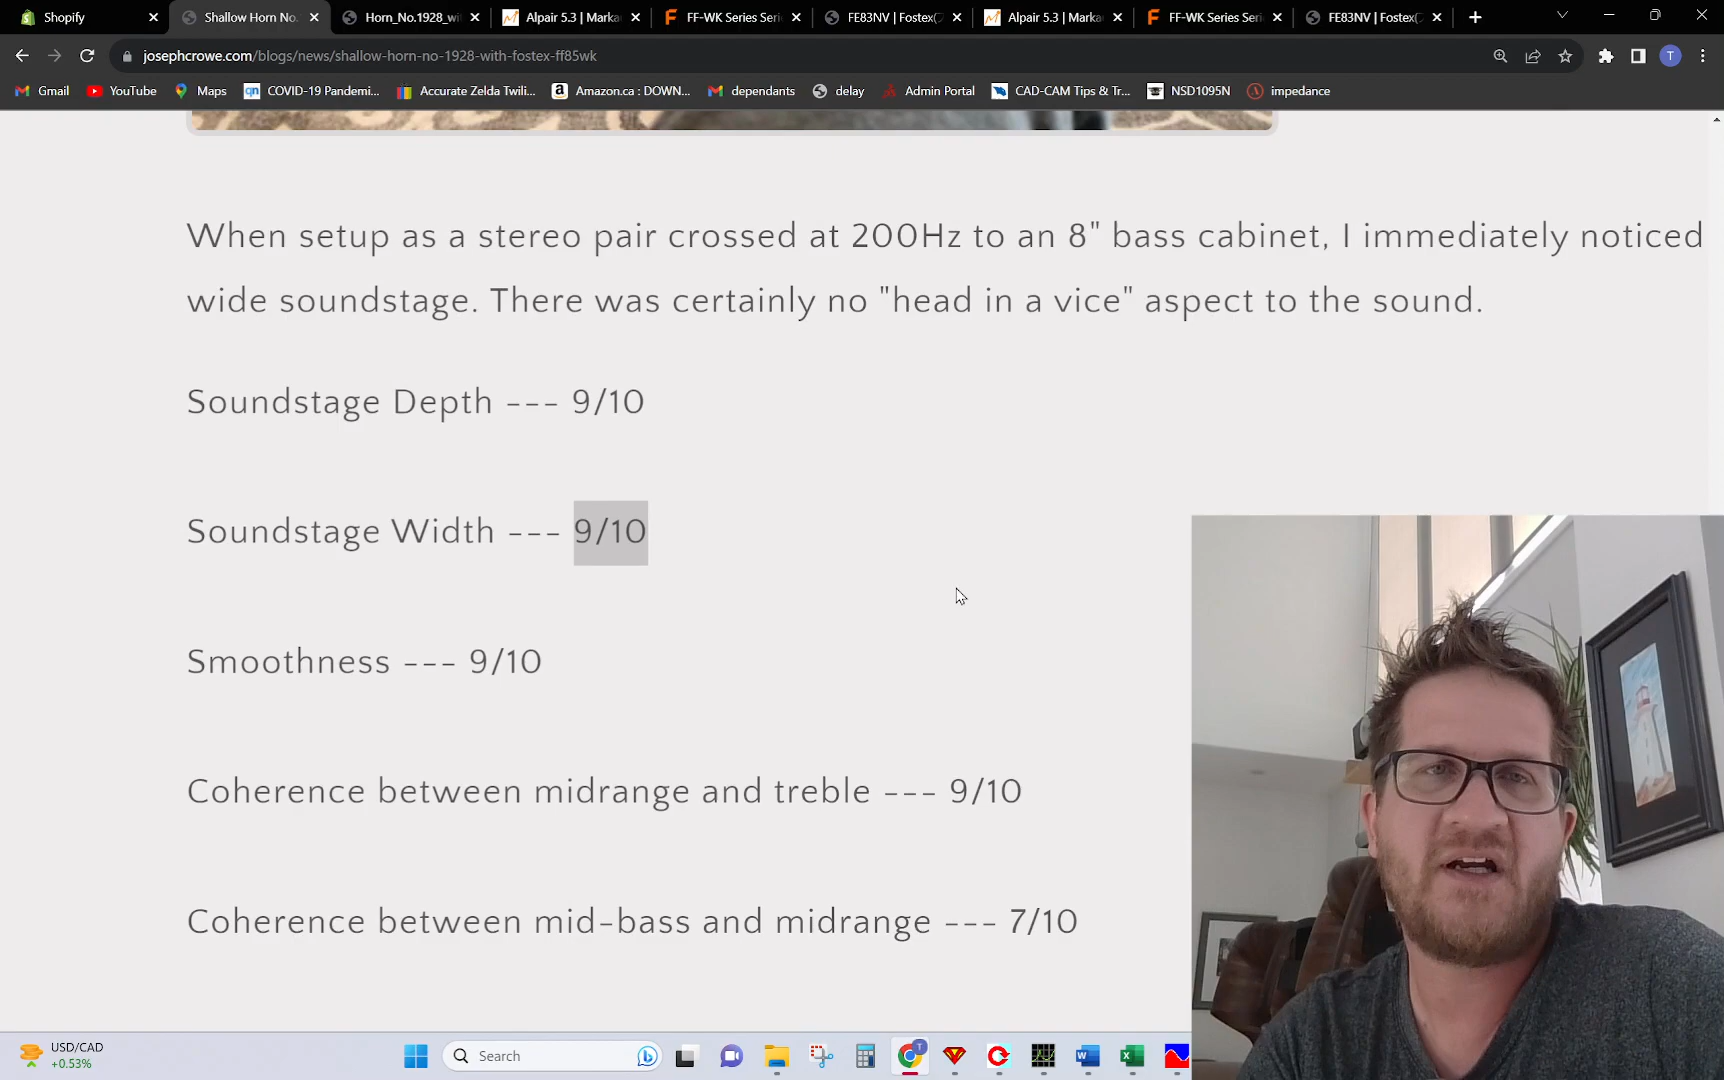 Shopify
Shallow Horn No.
Horn_No.1928_wi
Alpair 5.3 | Marka
FF-WK Series Seri
FE83NV | Fostex(
Alpair 5.3 | Marka
FF-WK Series Seri
FE83NV | Fostex(
josephcrowe.com/blogs/news/shallow-horn-no-1928-with-fostex-ff85wk
T
Gmail
YouTube
Maps
COVID-19 Pandemi...
Accurate Zelda Twili...
Amazon.ca : DOWN...
dependants
delay
Admin Portal
CAD-CAM Tips & Tr...
NSD1095N
impedance
When setup as a stereo pair crossed at 200Hz to an 8" bass cabinet, I immediately noticed
wide soundstage. There was certainly no "head in a vice" aspect to the sound.
Soundstage Depth --- 9/10
Soundstage Width --- 9/10
Smoothness --- 9/10
Coherence between midrange and treble --- 9/10
Coherence between mid-bass and midrange --- 7/10
USD/CAD
+0.53%
Search